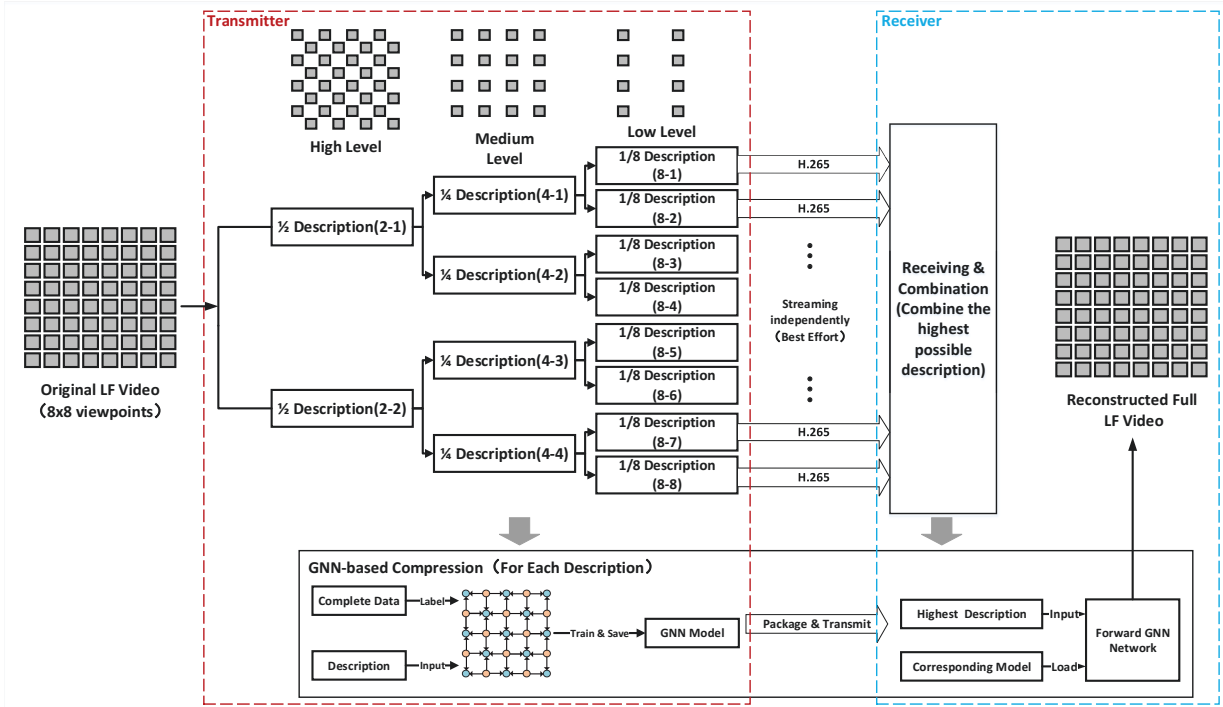 Transmitter
Receiver
High Level
Medium
Level
Low Level
1/8 Description
(8-1)
H.265
¼ Description(4-1)
1/8 Description
(8-2)
H.265
½ Description(2-1)
1/8 Description
(8-3)
¼ Description(4-2)
1/8 Description
(8-4)
Streaming
independently
(Best Effort)
Receiving &
Combination
(Combine the
highest
possible
description)
1/8 Description
(8-5)
¼ Description(4-3)
1/8 Description
(8-6)
Original LF Video
(8x8 viewpoints)
½ Description(2-2)
Reconstructed Full
LF Video
1/8 Description
(8-7)
H.265
¼ Description(4-4)
1/8 Description
(8-8)
H.265
GNN-based Compression (For Each Description)
Complete Data
Label
Description
Input
Train & Save
GNN Model
Package & Transmit
Highest Description
Input
Corresponding Model
Load
Forward GNN
Network